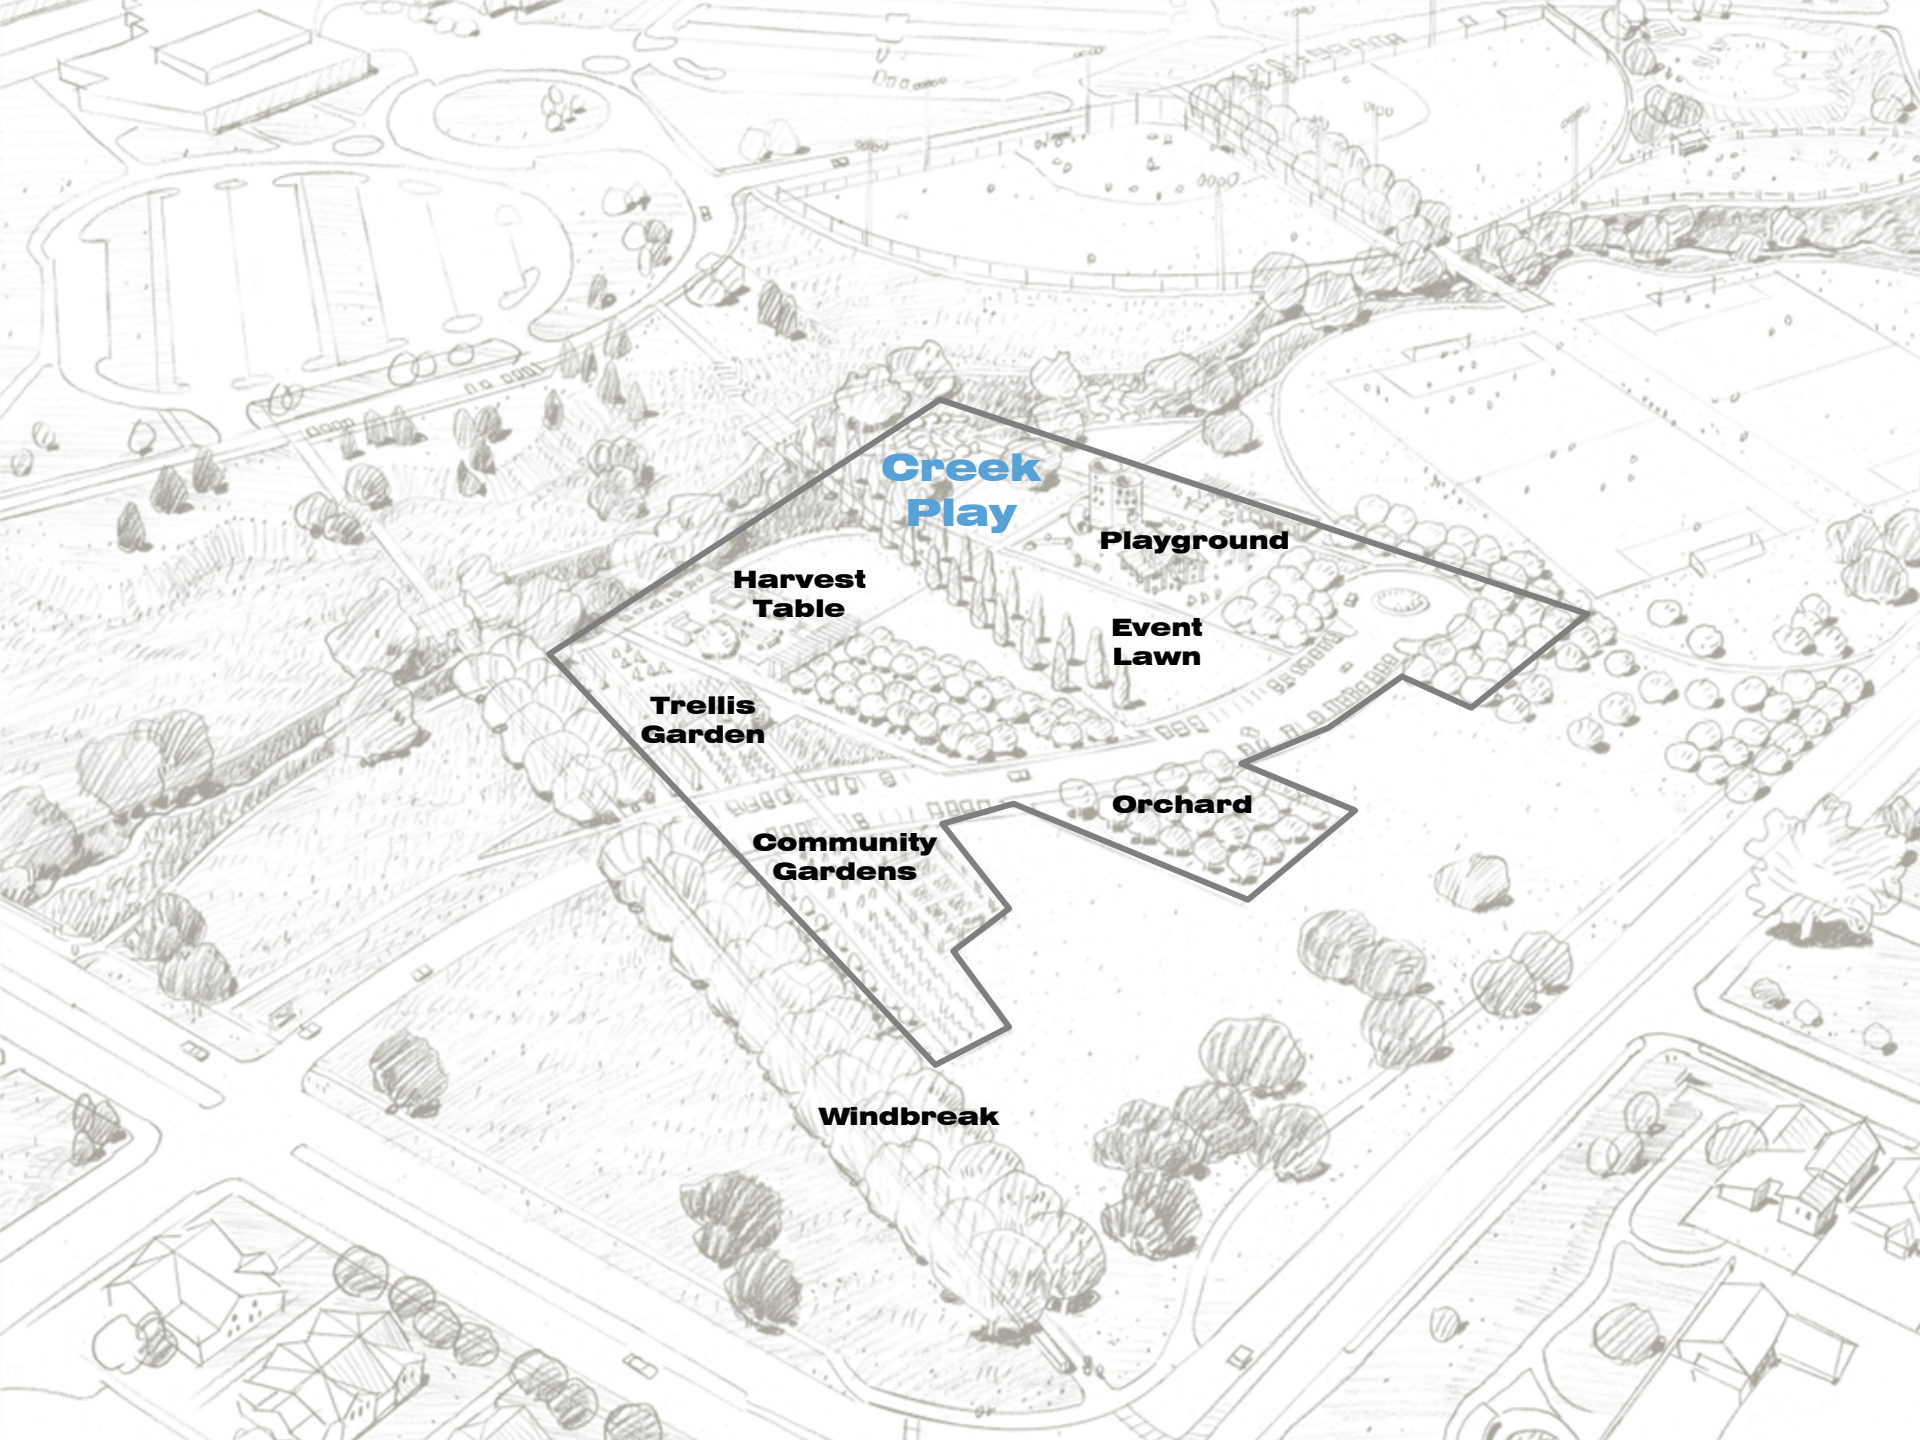 Creek
Play
Playground
Harvest
Table
Event
Lawn
Trellis
Garden
Orchard
Community
Gardens
Windbreak